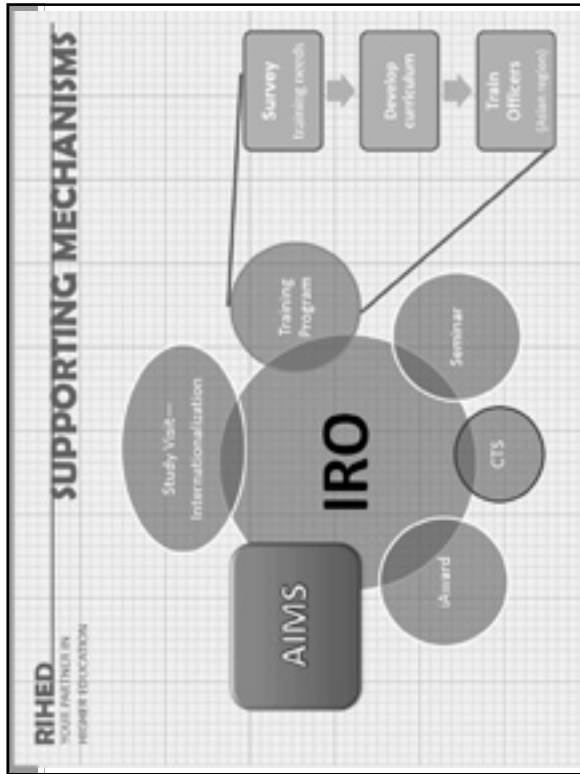 RIHED
YOUR PARTNER IN
HIGHER EDUCATION
SUPPORTING MECHANISMS
AIMS
Study Visit—
Internationalization
Training
Program
IRO
iAward
CTS
Seminar
Survey
training needs
Develop
curriculum
Train
Officers
(Asian region)